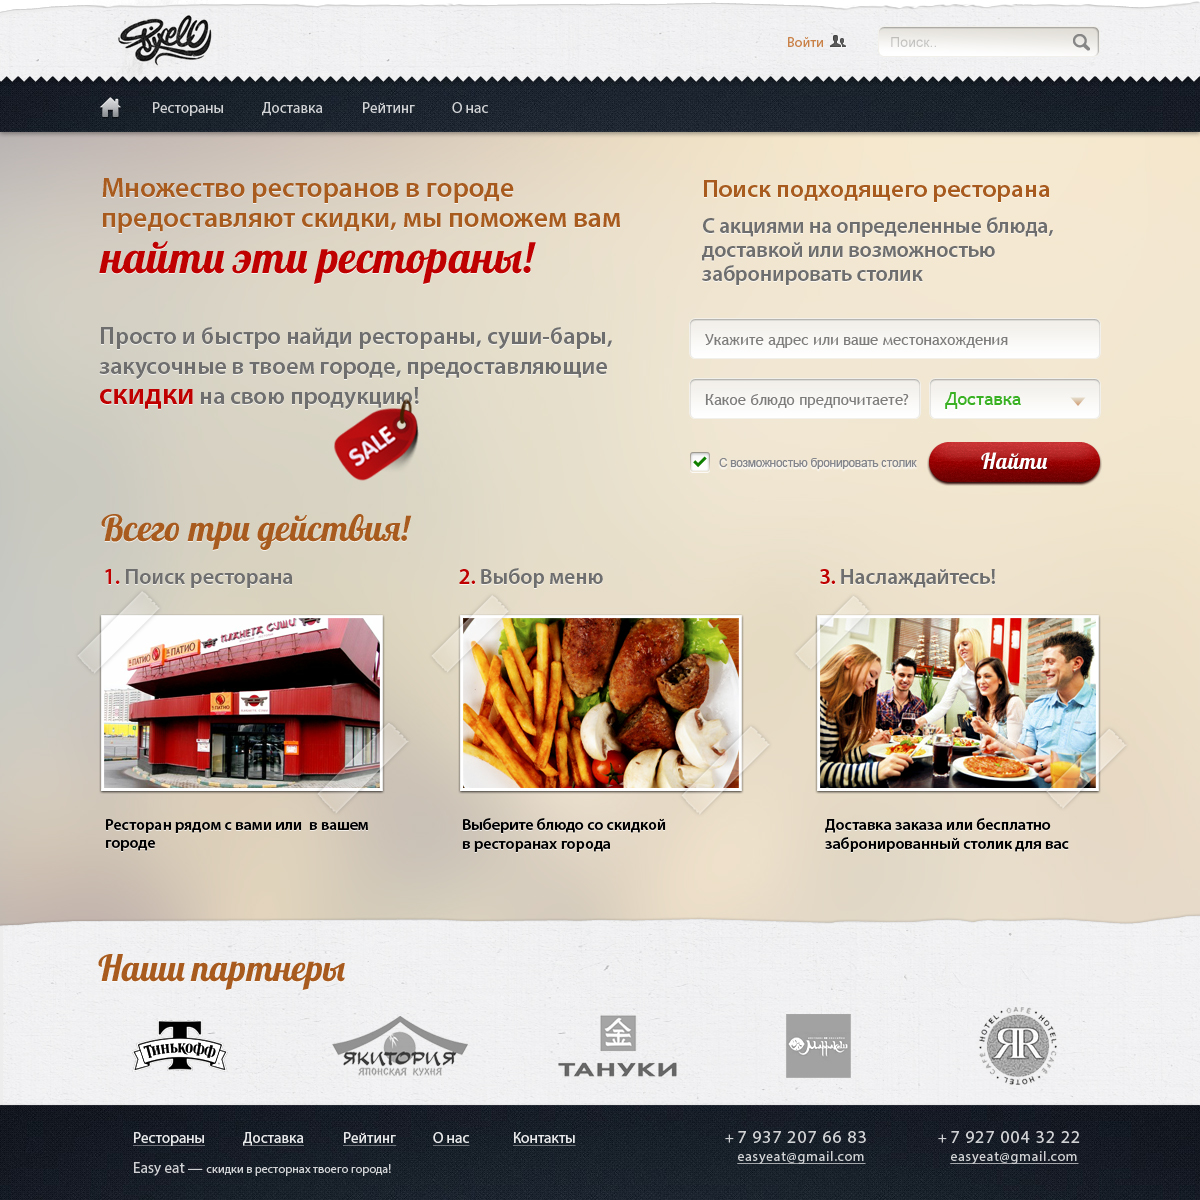 Войти
Поиск..
Рестораны
Доставка
Рейтинг
О нас
Множество ресторанов в городе
предоставляют скидки, мы поможем вам
найти эти рестораны!
Просто и быстро найди рестораны, суши-бары,
закусочные в твоем городе, предоставляющие
скидки на свою продукцию!
SALE
Поиск подходящего ресторана
С акциями на определенные блюда,
доставкой или возможностью
забронировать столик
Укажите адрес или ваше местонахождения
Какое блюдо предпочитаете?
Доставка
С возможностью бронировать столик
Найти
Всего три действия!
1. Поиск ресторана
2. Выбор меню
3. Наслаждайтесь!
ПАТИО
ПАТИО
ПЛАНЕТА СУШИ
Ресторан рядом с вами или в вашем
городе
Выберите блюдо со скидкой
в ресторанах города
Доставка заказа или бесплатно
забронированный столик для вас
Наши партнеры
Т
ТИНЬКОФФ
ЯКИТОРИЯ
ЯПОНСКАЯ КУХНЯ
金
ТАНУКИ
HOTEL CAFE HOTEL CAFE HOTEL CAFE
RR
Рестораны
Доставка
Рейтинг
О нас
Контакты
Easy eat — скидки в ресторнах твоего города!
+ 7 937 207 66 83
easyeat@gmail.com
+ 7 927 004 32 22
easyeat@gmail.com